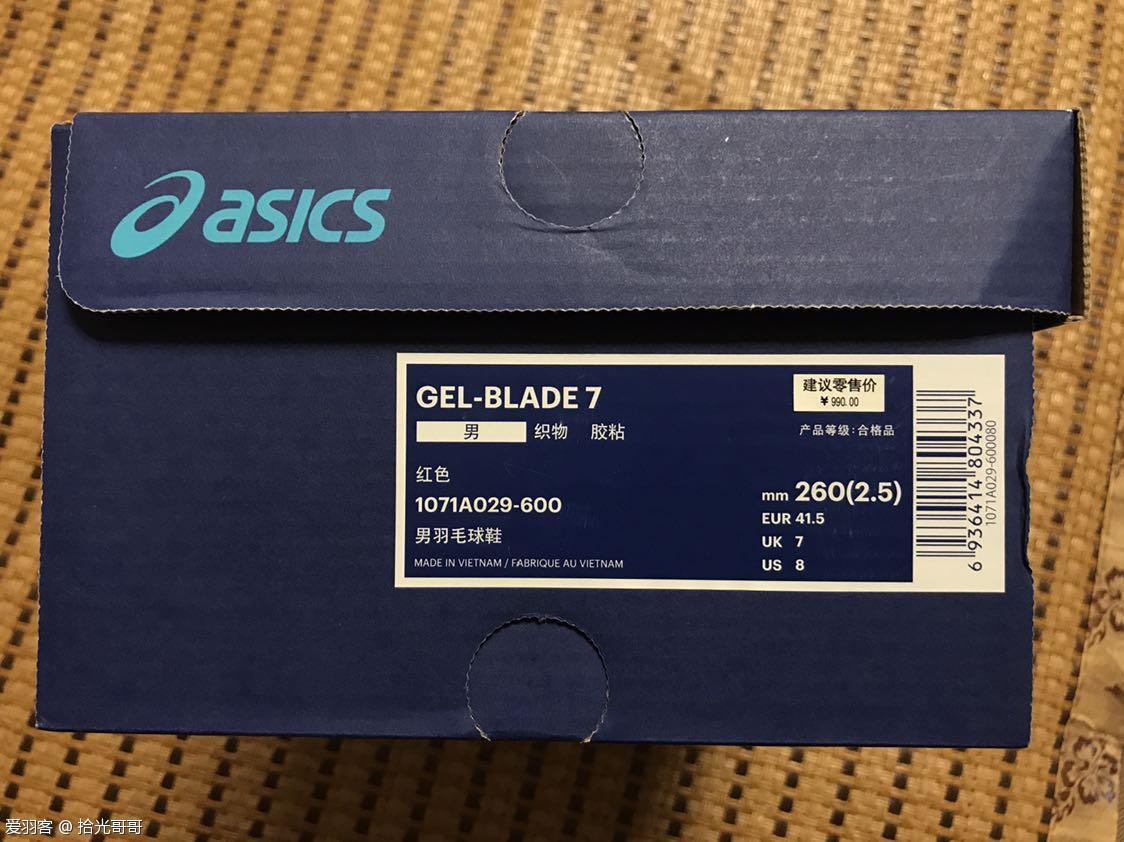 asics
GEL-BLADE 7
建议零售价
¥ 990.00
男 织物 胶粘
产品等级:合格品
红色
1071A029-600
男羽毛球鞋
MADE IN VIETNAM / FABRIQUE AU VIETNAM
mm 260(2.5)
EUR 41.5
UK 7
US 8
6 936414 804337
1071A029-600080
爱羽客 @ 拾光哥哥